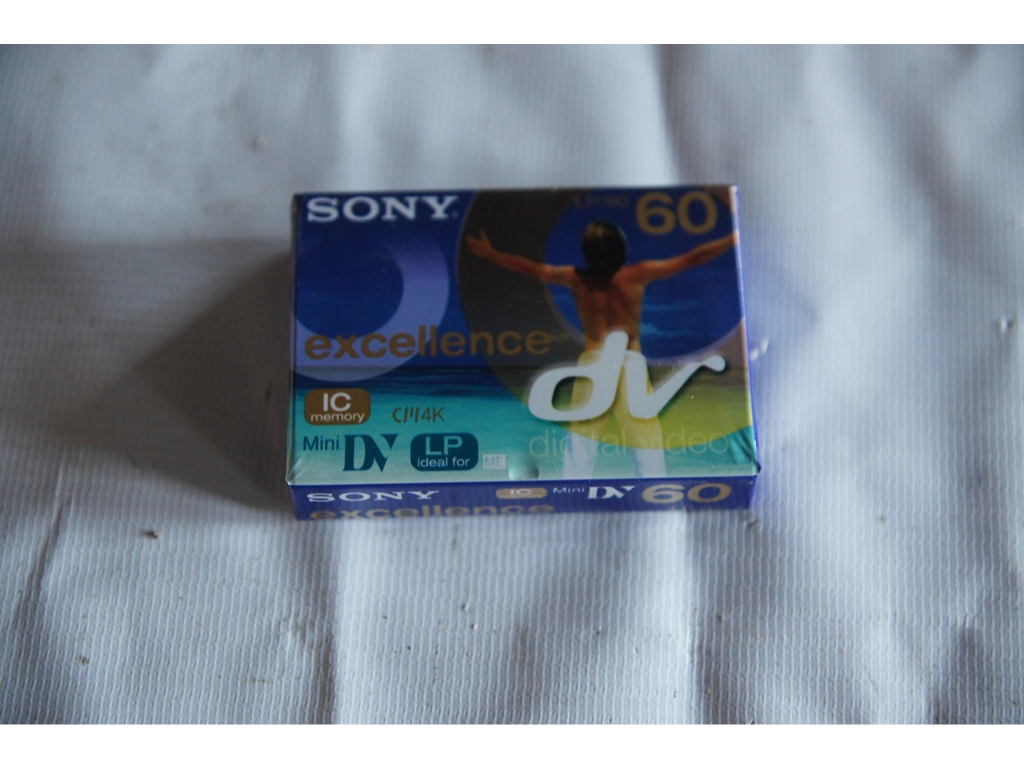 SONY
LP:90 60
excellence
dv
digital video
IC
memory
CM4K
Mini DV LP
ideal for ME
SONY IC Mini DV 60
excellence